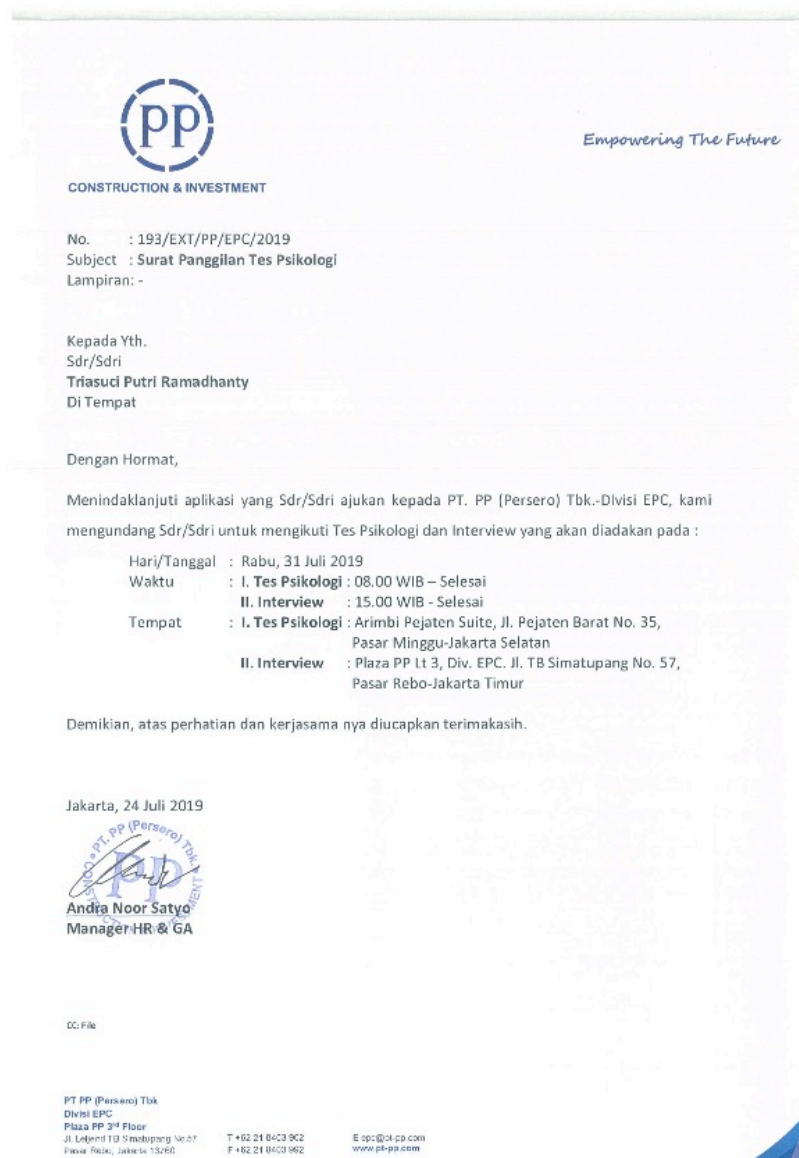 pp
CONSTRUCTION & INVESTMENT
Empowering The Future
No. : 193/EXT/PP/EPC/2019
Subject : Surat Panggilan Tes Psikologi
Lampiran: -
Kepada Yth.
Sdr/Sdri
Triasuci Putri Ramadhanty
Di Tempat
Dengan Hormat,
Menindaklanjuti aplikasi yang Sdr/Sdri ajukan kepada PT. PP (Persero) Tbk.-DIvisi EPC, kami
mengundang Sdr/Sdri untuk mengikuti Tes Psikologi dan Interview yang akan diadakan pada :
Hari/Tanggal : Rabu, 31 Juli 2019
Waktu : I. Tes Psikologi : 08.00 WIB – Selesai
II. Interview : 15.00 WIB - Selesai
Tempat : I. Tes Psikologi : Arimbi Pejaten Suite, Jl. Pejaten Barat No. 35,
Pasar Minggu-Jakarta Selatan
II. Interview : Plaza PP Lt 3, Div. EPC. Jl. TB Simatupang No. 57,
Pasar Rebo-Jakarta Timur
Demikian, atas perhatian dan kerjasama nya diucapkan terimakasih.
Jakarta, 24 Juli 2019
PT. PP (Persero) Tbk.
pp
Andra Noor Satyo
Manager HR & GA
CC: File
PT PP (Persero) Tbk
Divisi EPC
Plaza PP 3rd Floor
Jl. Letjend TB Simatupang No.57 T +62 21 8403 902 E epc@pt-pp.com
Pasar Rebo, Jakarta 13760 F +62 21 8403 992 www.pt-pp.com